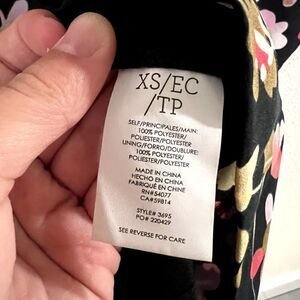 XS/EC
/TP
SELF/PRINCIPALES/MAIN:
100% POLYESTER/
POLIESTER/POLYESTER
LINING/FORRO/DOUBLURE:
100% POLYESTER/
POLIESTER/POLYESTER
MADE IN CHINA
HECHO EN CHINA
FABRIQUÉ EN CHINE
RN#54077
CA#59814
STYLE# 3695
PO# 220429
SEE REVERSE FOR CARE